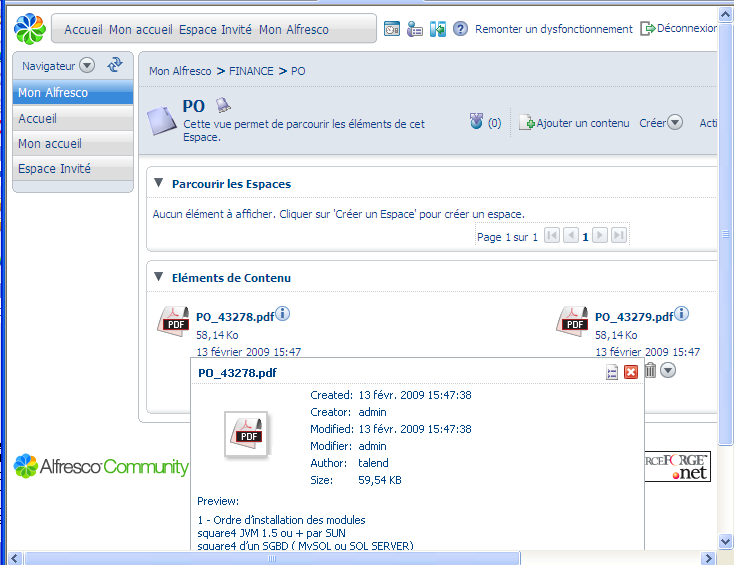 Accueil Mon accueil Espace Invité Mon Alfresco
Remonter un dysfonctionnement
Déconnexion
Navigateur
Mon Alfresco
Accueil
Mon accueil
Espace Invité
Mon Alfresco > FINANCE > PO
PO
Cette vue permet de parcourir les éléments de cet
Espace.
(0)
Ajouter un contenu
Créer
Acti
Parcourir les Espaces
Aucun élément à afficher. Cliquer sur 'Créer un Espace' pour créer un espace.
Page 1 sur 1
1
Eléments de Contenu
PDF
PO_43278.pdf
58,14 Ko
13 février 2009 15:47
PDF
PO_43279.pdf
58,14 Ko
13 février 2009 15:47
PO_43278.pdf
PDF
Created: 13 févr. 2009 15:47:38
Creator: admin
Modified: 13 févr. 2009 15:47:38
Modifier: admin
Author: talend
Size: 59,54 KB
Preview:
1 - Ordre d'installation des modules
square4 JVM 1.5 ou + par SUN
square4 d'un SGBD ( MySQL ou SQL SERVER)
Alfresco Community
RCEFORGE
.net